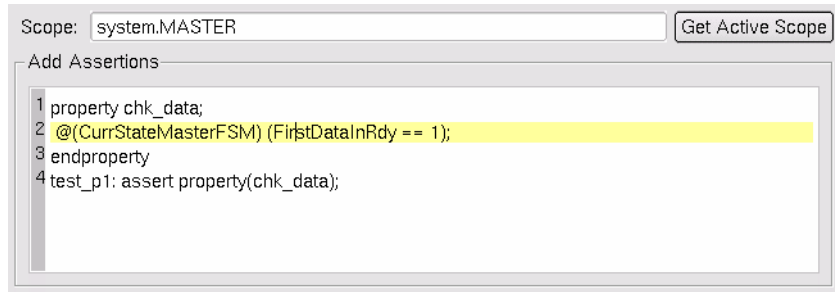 Scope: system.MASTER Get Active Scope
Add Assertions
1 property chk_data;
2 @(CurrStateMasterFSM) (FirstDataInRdy == 1);
3 endproperty
4 test_p1: assert property(chk_data);